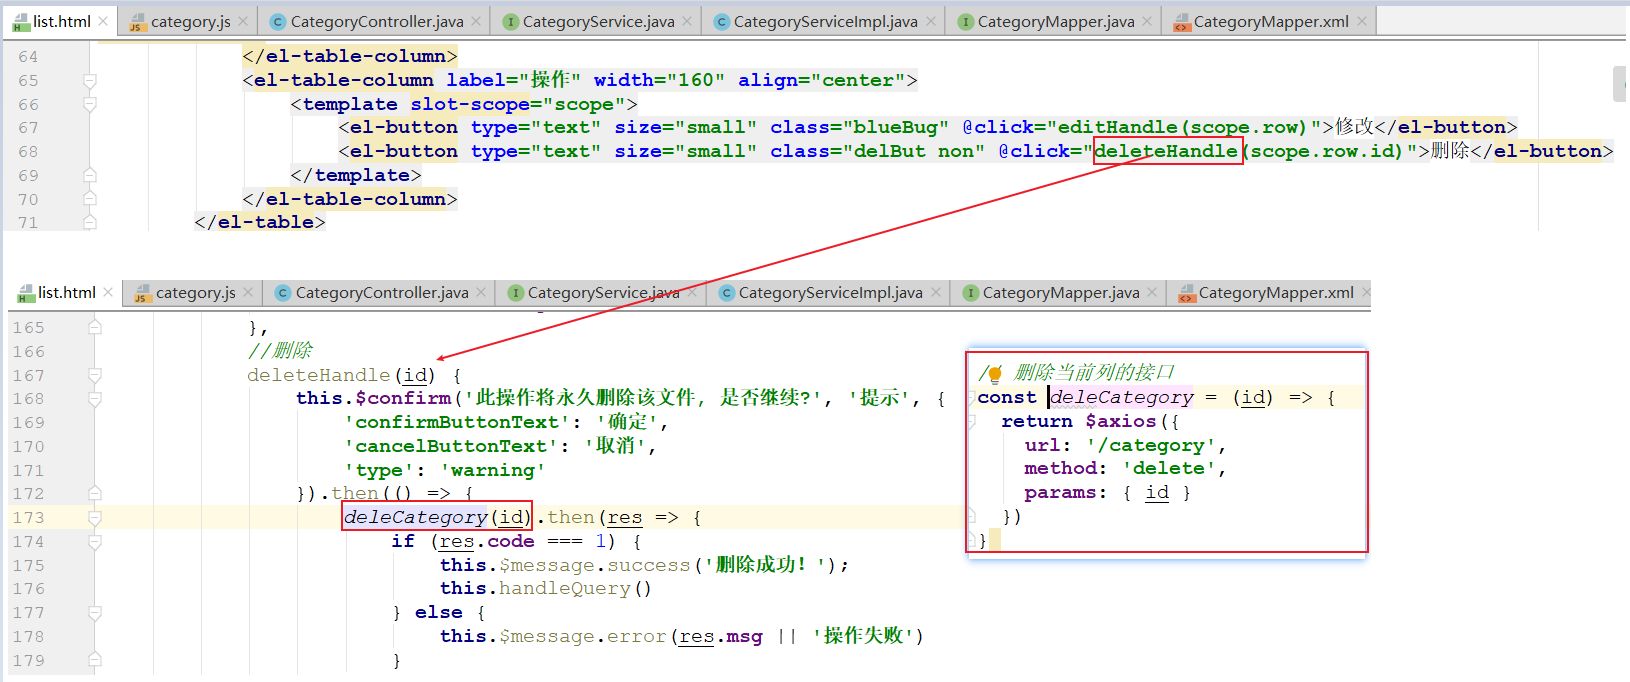 list.html category.js CategoryController.java CategoryService.java CategoryServiceImpl.java CategoryMapper.java CategoryMapper.xml
64 </el-table-column>
65 <el-table-column label="操作" width="160" align="center">
66 <template slot-scope="scope">
67 <el-button type="text" size="small" class="blueBug" @click="editHandle(scope.row)">修改</el-button>
68 <el-button type="text" size="small" class="delBut non" @click="deleteHandle(scope.row.id)">删除</el-button>
69 </template>
70 </el-table-column>
71 </el-table>
list.html category.js CategoryController.java CategoryService.java CategoryServiceImpl.java CategoryMapper.java CategoryMapper.xml
165 },
166 //删除
167 deleteHandle(id) {
168 this.$confirm('此操作将永久删除该文件, 是否继续?', '提示', {
169 'confirmButtonText': '确定',
170 'cancelButtonText': '取消',
171 'type': 'warning'
172 }).then(() => {
173 deleCategory(id).then(res => {
174 if (res.code === 1) {
175 this.$message.success('删除成功！');
176 this.handleQuery()
177 } else {
178 this.$message.error(res.msg || '操作失败')
179 }
/ 删除当前列的接口
const deleCategory = (id) => {
return $axios({
url: '/category',
method: 'delete',
params: { id }
})
}